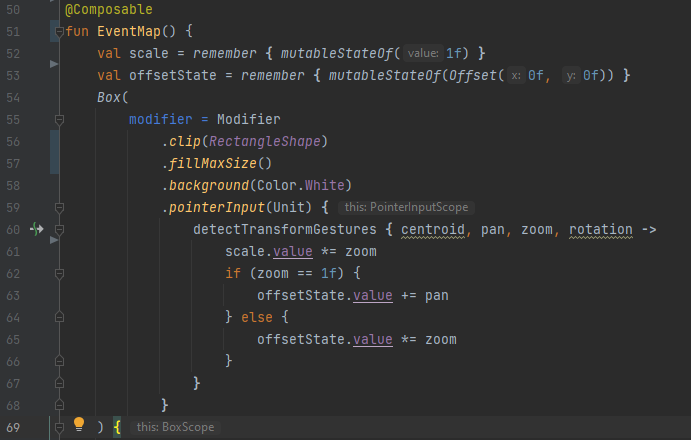 50 @Composable
51 fun EventMap() {
52 val scale = remember { mutableStateOf( value: 1f) }
53 val offsetState = remember { mutableStateOf(Offset( x: 0f, y: 0f)) }
54 Box(
55 modifier = Modifier
56 .clip(RectangleShape)
57 .fillMaxSize()
58 .background(Color.White)
59 .pointerInput(Unit) { this: PointerInputScope
60 detectTransformGestures { centroid, pan, zoom, rotation ->
61 scale.value *= zoom
62 if (zoom == 1f) {
63 offsetState.value += pan
64 } else {
65 offsetState.value *= zoom
66 }
67 }
68 }
69 ) { this: BoxScope